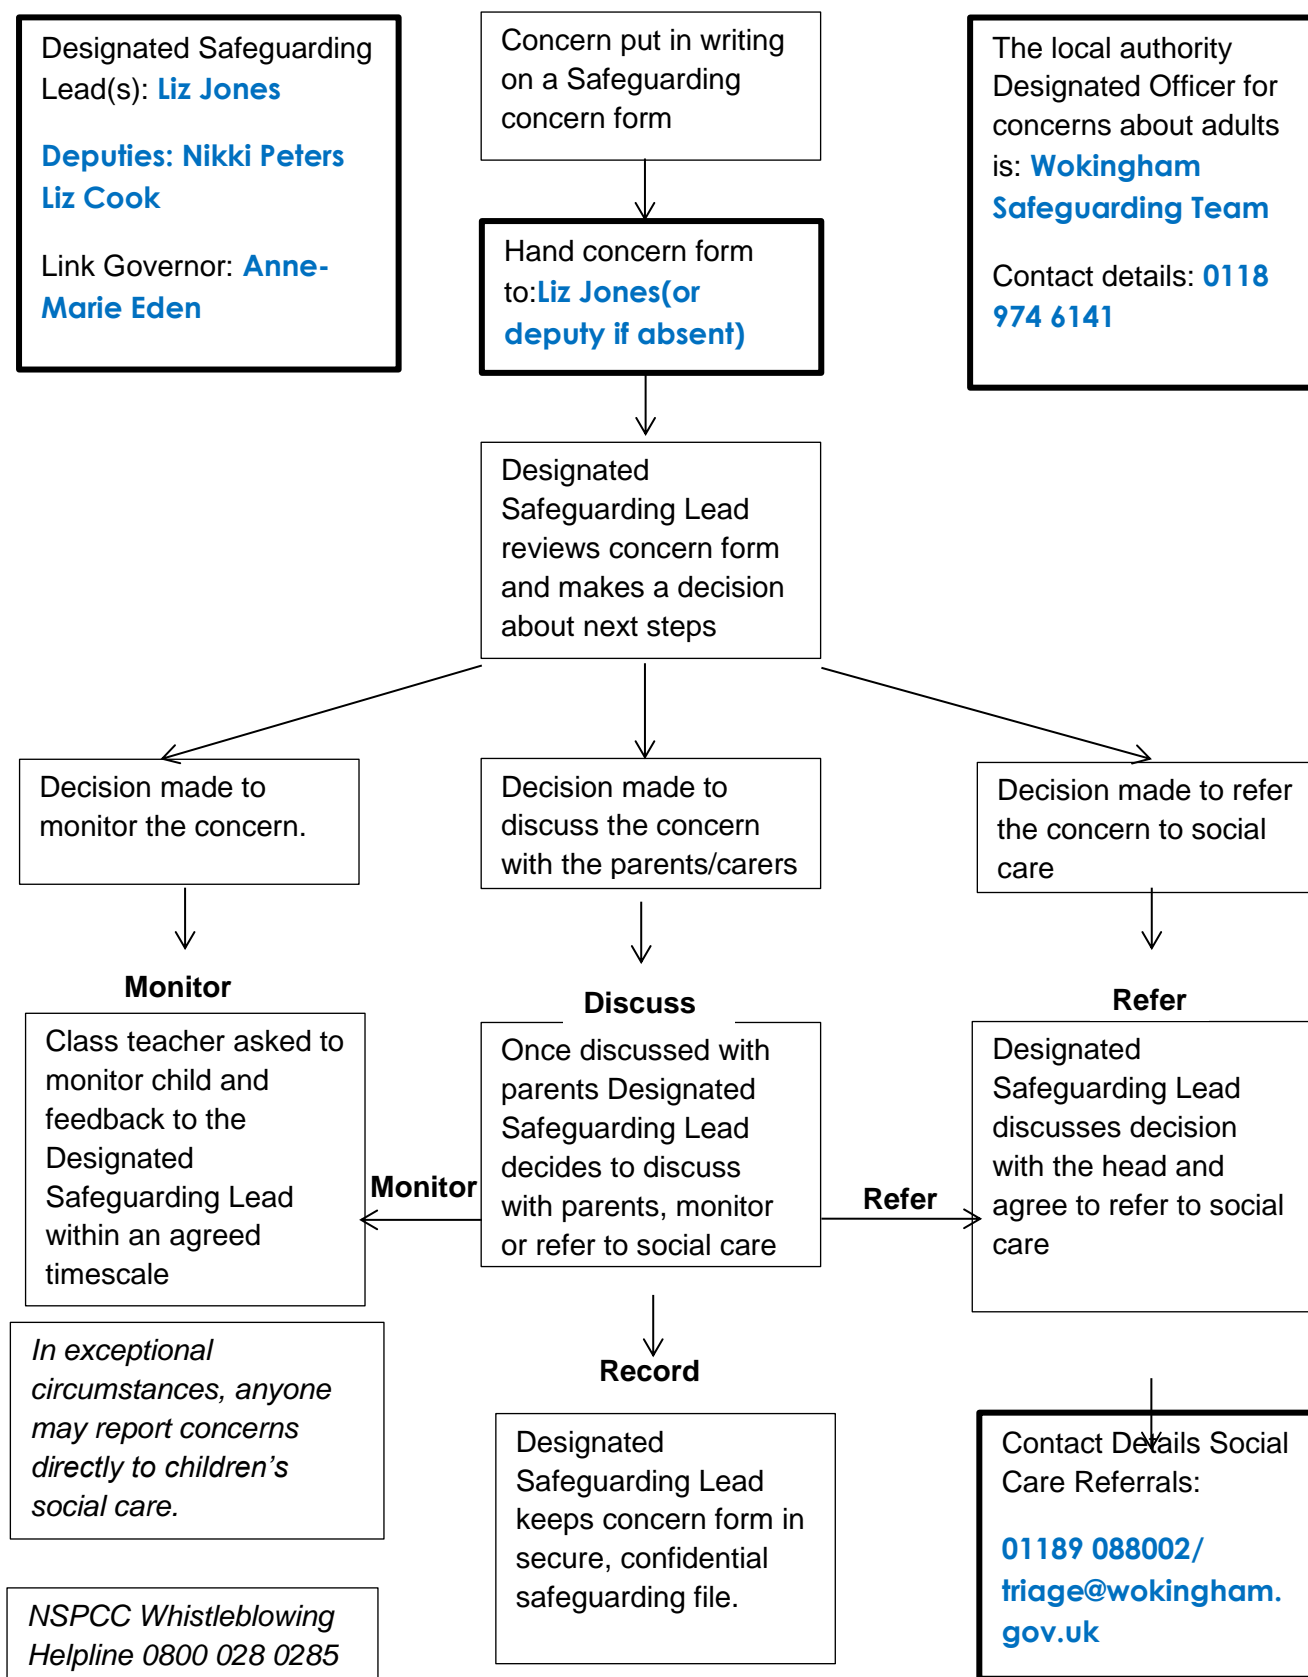 Designated Safeguarding
Lead(s): Liz Jones
Deputies: Nikki Peters
Liz Cook
Link Governor: Anne-
Marie Eden
Concern put in writing
on a Safeguarding
concern form
The local authority
Designated Officer for
concerns about adults
is: Wokingham
Safeguarding Team
Contact details: 0118
974 6141
Hand concern form
to:Liz Jones(or
deputy if absent)
Designated
Safeguarding Lead
reviews concern form
and makes a decision
about next steps
Decision made to
monitor the concern.
Decision made to
discuss the concern
with the parents/carers
Decision made to refer
the concern to social
care
Monitor
Class teacher asked to
monitor child and
feedback to the
Designated
Safeguarding Lead
within an agreed
timescale
Monitor
Discuss
Once discussed with
parents Designated
Safeguarding Lead
decides to discuss
with parents, monitor
or refer to social care
Refer
Refer
Designated
Safeguarding Lead
discusses decision
with the head and
agree to refer to social
care
In exceptional
circumstances, anyone
may report concerns
directly to children’s
social care.
Record
Designated
Safeguarding Lead
keeps concern form in
secure, confidential
safeguarding file.
Contact Details Social
Care Referrals:
01189 088002/
triage@wokingham.
gov.uk
NSPCC Whistleblowing
Helpline 0800 028 0285